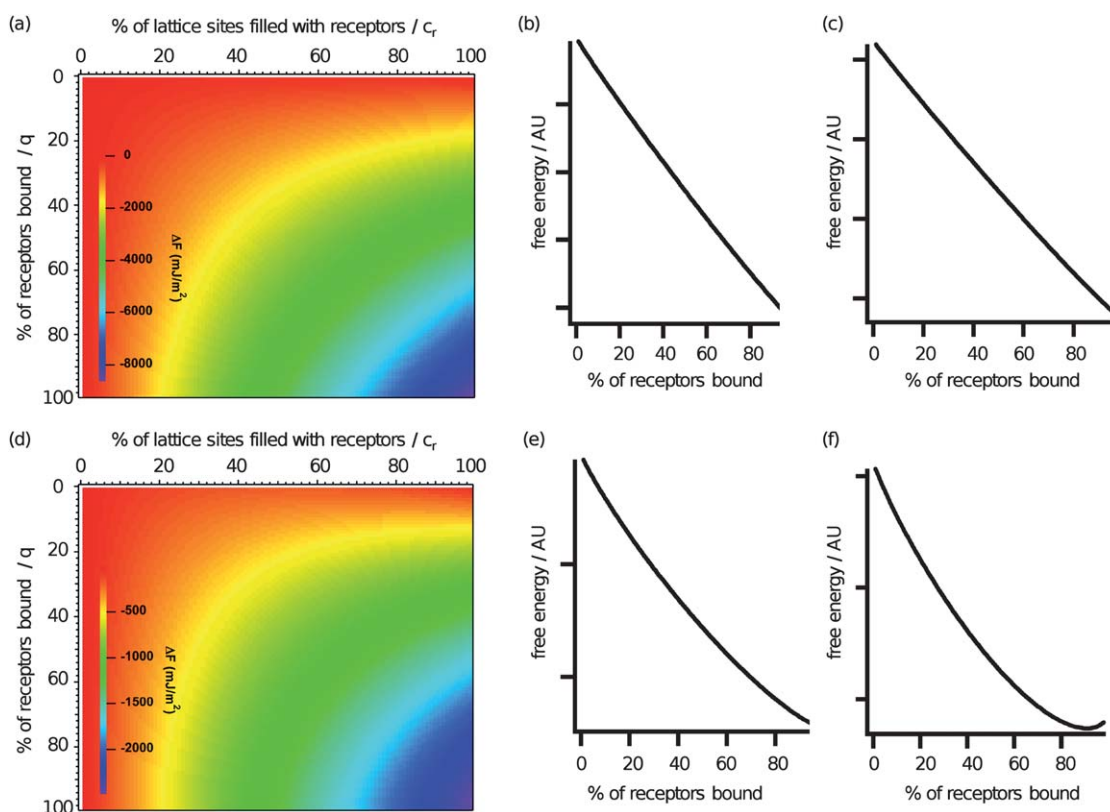 (a)
% of lattice sites filled with receptors / cr
0 20 40 60 80 100
% of receptors bound / q
0
20
40
60
80
100
0
-2000
-4000
-6000
-8000
ΔF (mJ/m²)
(b)
free energy / AU
0 20 40 60 80
% of receptors bound
(c)
free energy / AU
0 20 40 60 80
% of receptors bound
(d)
% of lattice sites filled with receptors / cr
0 20 40 60 80 100
% of receptors bound / q
0
20
40
60
80
100
-500
-1000
-1500
-2000
ΔF (mJ/m²)
(e)
free energy / AU
0 20 40 60 80
% of receptors bound
(f)
free energy / AU
0 20 40 60 80
% of receptors bound